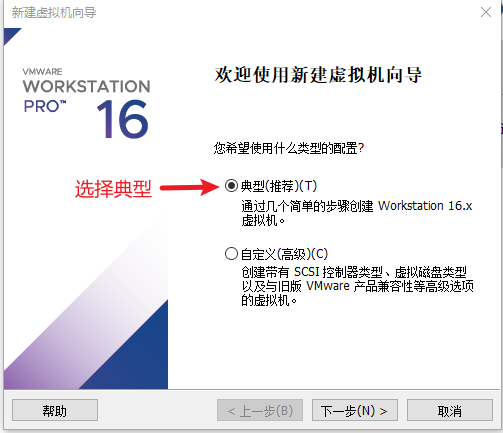 新建虚拟机向导
VMWARE
WORKSTATION
PRO™ 16
欢迎使用新建虚拟机向导
您希望使用什么类型的配置?
选择典型
典型(推荐)(T)
通过几个简单的步骤创建 Workstation 16.x
虚拟机。
自定义(高级)(C)
创建带有 SCSI 控制器类型、虚拟磁盘类型
以及与旧版 VMware 产品兼容性等高级选项
的虚拟机。
帮助
< 上一步(B)
下一步(N) >
取消